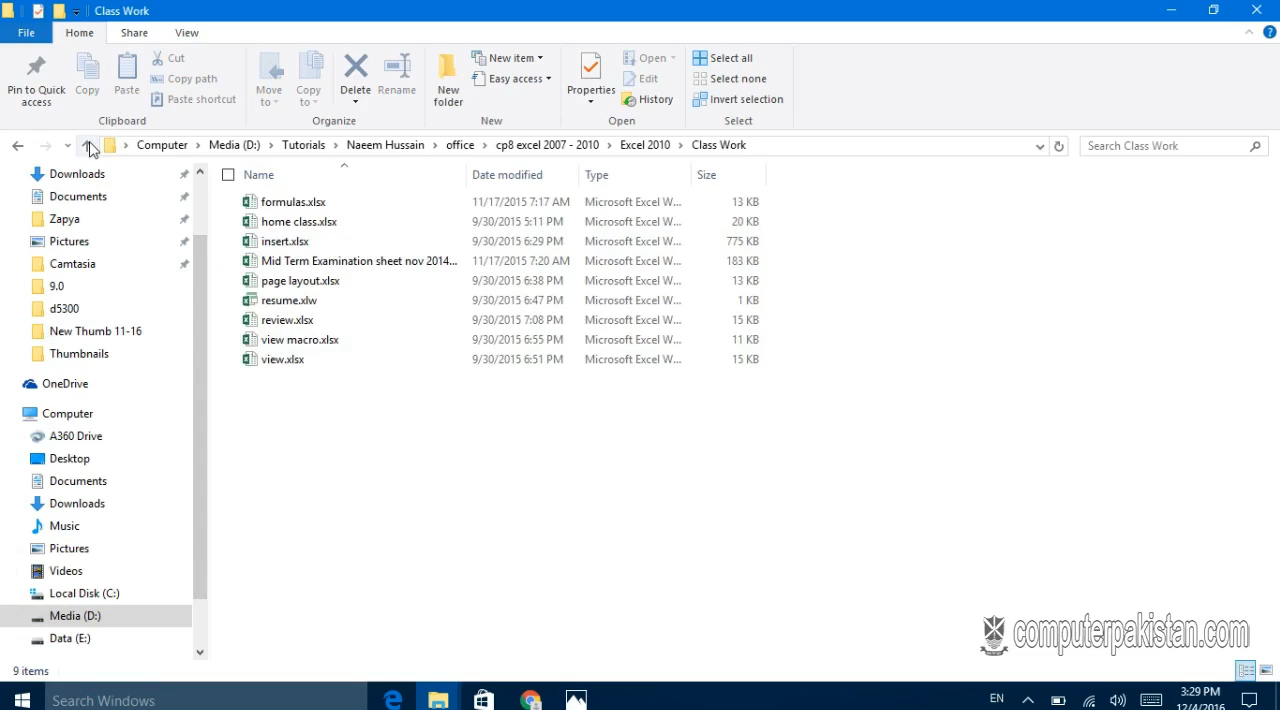 Class Work
File Home Share View
Pin to Quick access
Copy
Paste
Cut
Copy path
Paste shortcut
Clipboard
Move to
Copy to
Delete
Rename
Organize
New folder
New item
Easy access
New
Properties
Open
Edit
History
Open
Select all
Select none
Invert selection
Select
Computer Media (D:) Tutorials Naeem Hussain office cp8 excel 2007 - 2010 Excel 2010 Class Work
Search Class Work
Downloads
Documents
Zapya
Pictures
Camtasia
9.0
d5300
New Thumb 11-16
Thumbnails
OneDrive
Computer
A360 Drive
Desktop
Documents
Downloads
Music
Pictures
Videos
Local Disk (C:)
Media (D:)
Data (E:)
Name Date modified Type Size
formulas.xlsx 11/17/2015 7:17 AM Microsoft Excel W... 13 KB
home class.xlsx 9/30/2015 5:11 PM Microsoft Excel W... 20 KB
insert.xlsx 9/30/2015 6:29 PM Microsoft Excel W... 775 KB
Mid Term Examination sheet nov 2014... 11/17/2015 7:20 AM Microsoft Excel W... 183 KB
page layout.xlsx 9/30/2015 6:38 PM Microsoft Excel W... 13 KB
resume.xlw 9/30/2015 6:47 PM Microsoft Excel W... 1 KB
review.xlsx 9/30/2015 7:08 PM Microsoft Excel W... 15 KB
view macro.xlsx 9/30/2015 6:55 PM Microsoft Excel W... 11 KB
view.xlsx 9/30/2015 6:51 PM Microsoft Excel W... 15 KB
computerpakistan.com
9 items
Search Windows
EN
3:29 PM
12/4/2016